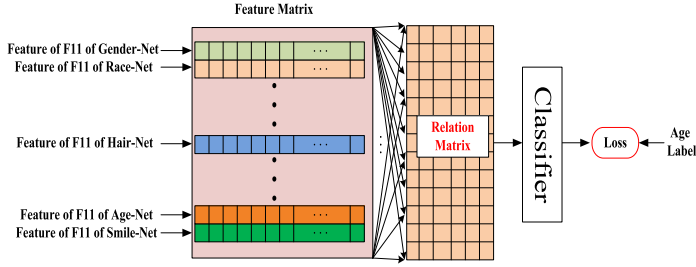 Feature Matrix
Feature of F11 of Gender-Net
Feature of F11 of Race-Net
Feature of F11 of Hair-Net
Feature of F11 of Age-Net
Feature of F11 of Smile-Net
Relation
Matrix
Classifier
Loss
Age
Label